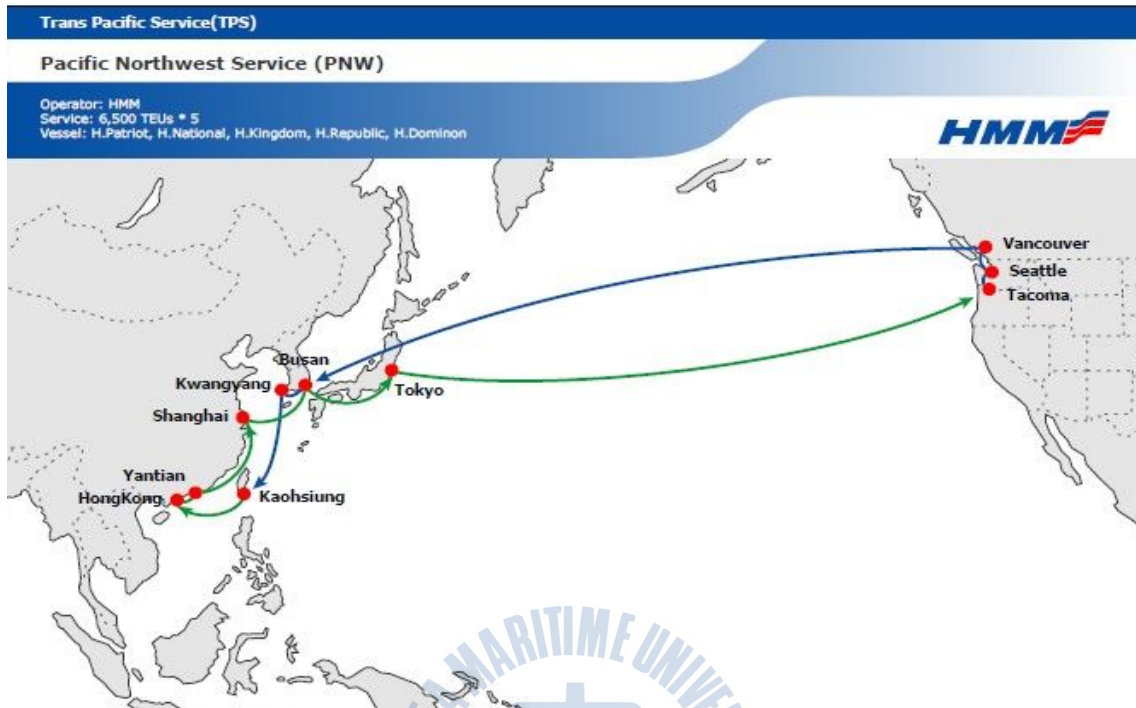 Trans Pacific Service(TPS)
Pacific Northwest Service (PNW)
Operator: HMM
Service: 6,500 TEUs * 5
Vessel: H.Patriot, H.National, H.Kingdom, H.Republic, H.Dominon
HMM
Vancouver
Seattle
Tacoma
Busan
Kwangyang
Tokyo
Shanghai
Yantian
HongKong
Kaohsiung
MARITIME